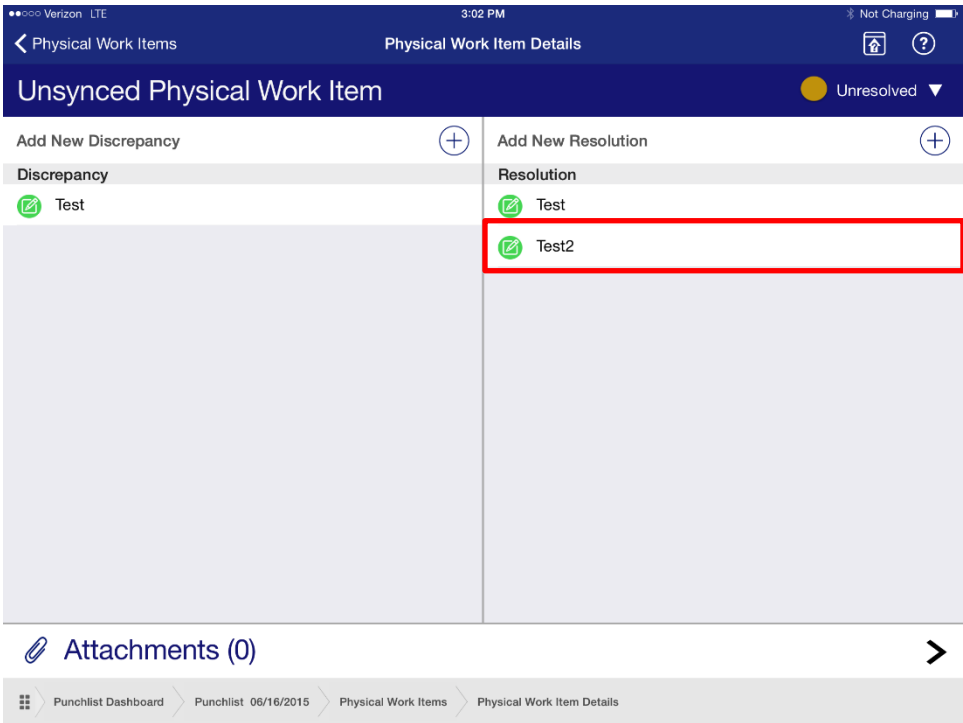 Verizon LTE 3:02 PM Not Charging
Physical Work Items Physical Work Item Details ?
Unsynced Physical Work Item Unresolved
Add New Discrepancy
Discrepancy
Test
Add New Resolution
Resolution
Test
Test2
Attachments (0)
Punchlist Dashboard Punchlist 06/16/2015 Physical Work Items Physical Work Item Details